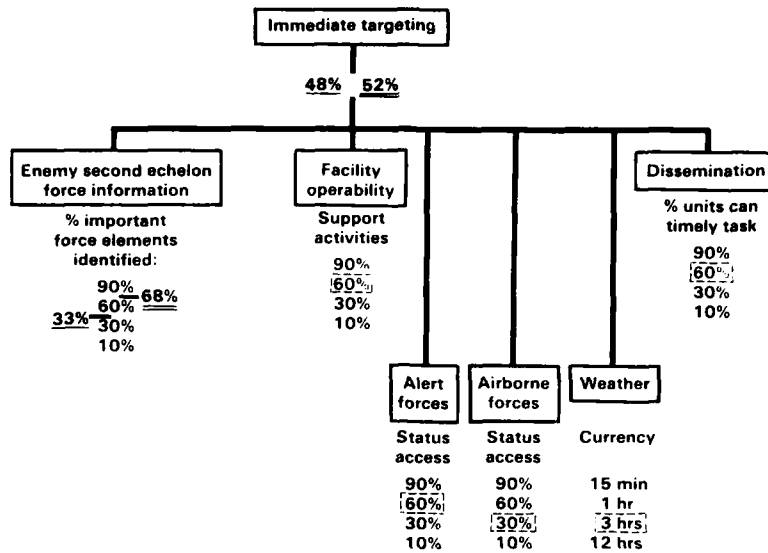 Immediate targeting
48% 52%
Enemy second echelon
force information
% important
force elements
identified:
90%
68%
60%
33%
30%
10%
Facility
operability
Support
activities
90%
60%
30%
10%
Dissemination
% units can
timely task
90%
60%
30%
10%
Alert
forces
Status
access
90%
60%
30%
10%
Airborne
forces
Status
access
90%
60%
30%
10%
Weather
Currency
15 min
1 hr
3 hrs
12 hrs